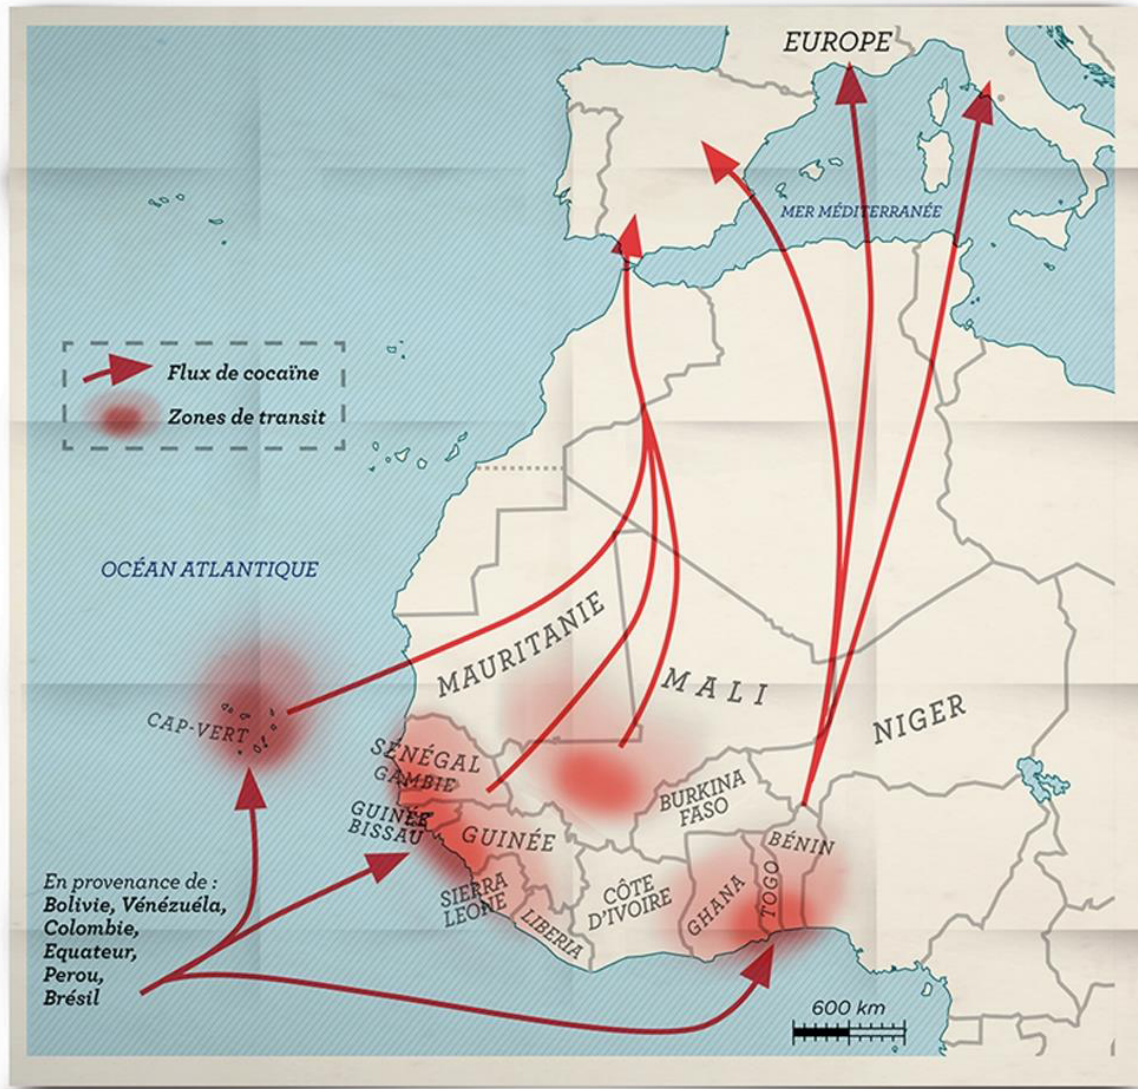 EUROPE
MER MÉDITERRANÉE
Flux de cocaïne
Zones de transit
OCÉAN ATLANTIQUE
MAURITANIE
MALI
NIGER
CAP-VERT
SÉNÉGAL
GAMBIE
GUINÉE
BISSAU
GUINÉE
BURKINA
FASO
BÉNIN
SIERRA
LEONE
LIBERIA
CÔTE
D'IVOIRE
GHANA
TOGO
En provenance de :
Bolivie, Vénézuéla,
Colombie,
Equateur,
Perou,
Brésil
600 km